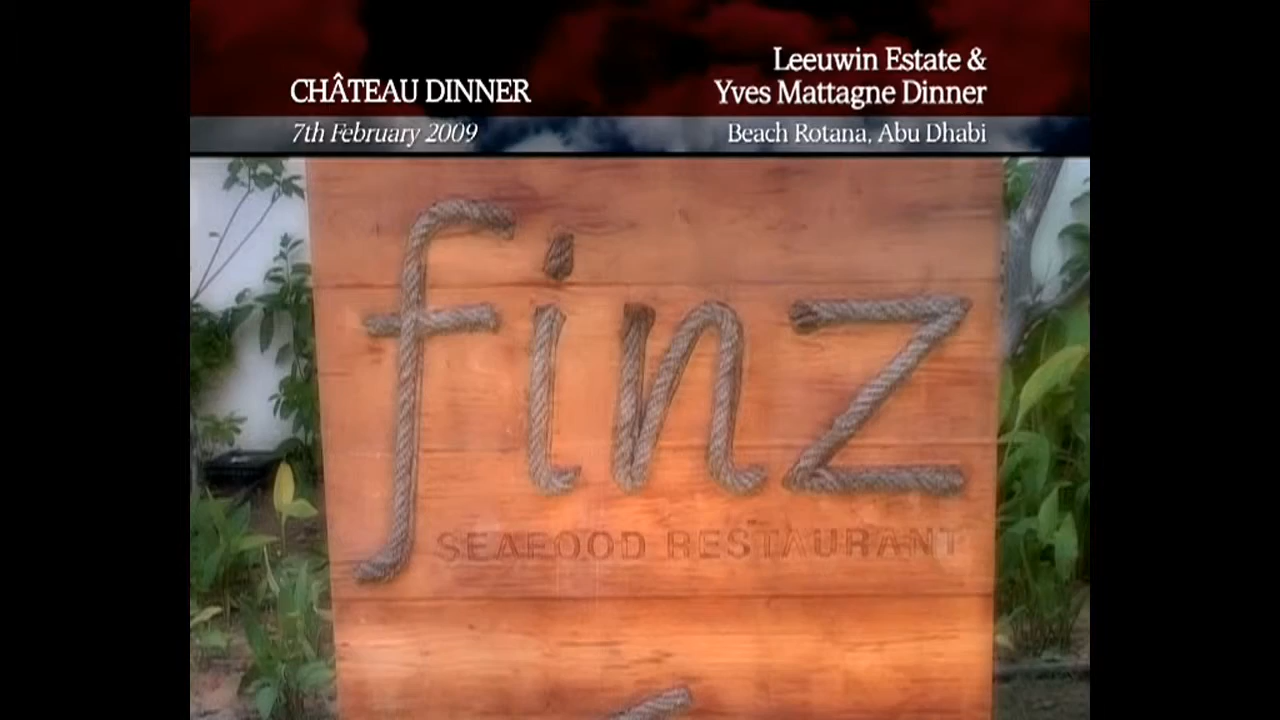 CHÂTEAU DINNER
7th February 2009
Leeuwin Estate &
Yves Mattagne Dinner
Beach Rotana, Abu Dhabi
finz
SEAFOOD RESTAURANT